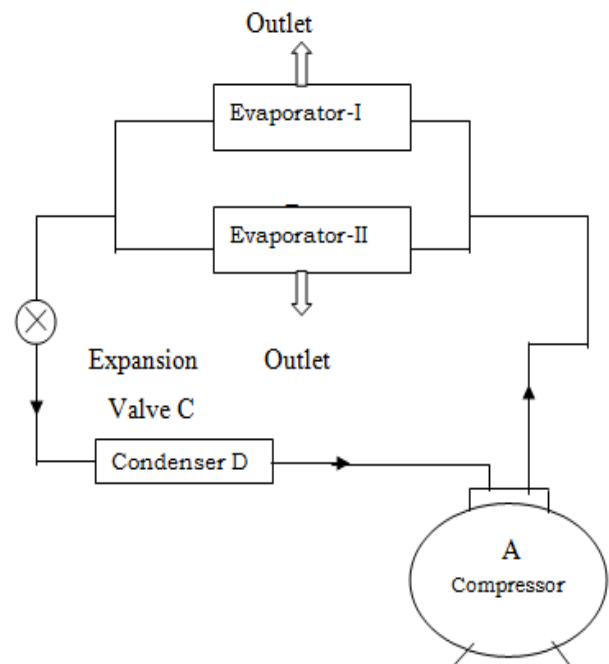 Outlet
Evaporator-I
Evaporator-II
Expansion
Outlet
Valve C
Condenser D
A
Compressor